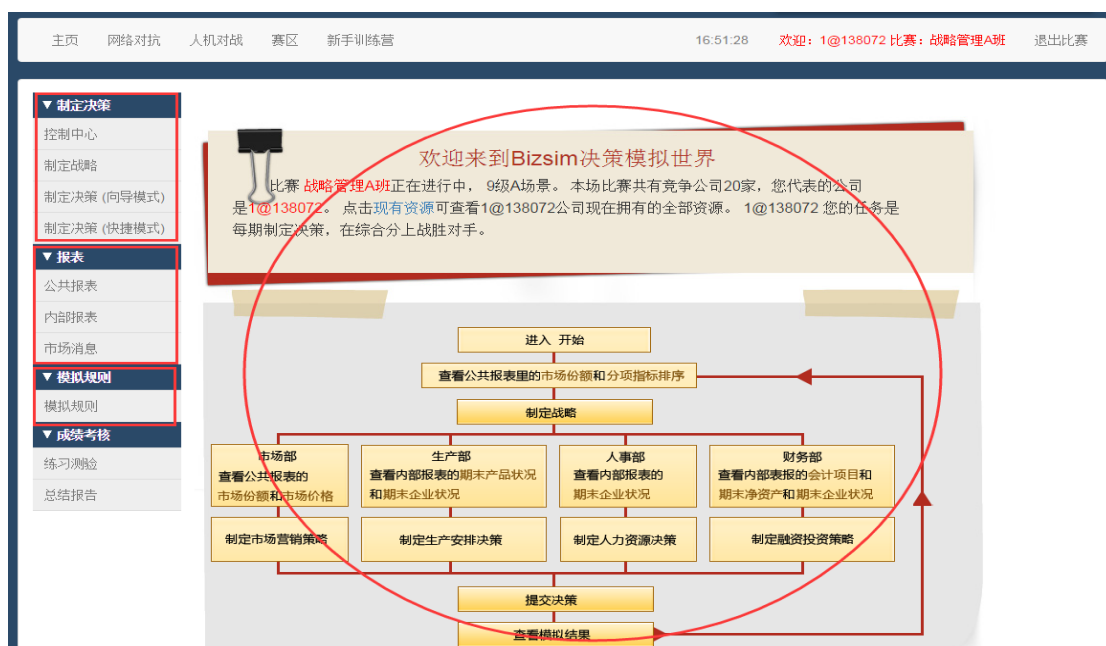 主页 网络对抗 人机对战 赛区 新手训练营 16:51:28 欢迎：1@138072 比赛：战略管理A班 退出比赛
▼ 制定决策
控制中心
制定战略
制定决策 (向导模式)
制定决策 (快捷模式)
▼ 报表
公共报表
内部报表
市场消息
▼ 模拟规则
模拟规则
▼ 成绩考核
练习测验
总结报告
欢迎来到Bizsim决策模拟世界
比赛 战略管理A班正在进行中， 9级A场景。 本场比赛共有竞争公司20家，您代表的公司
是1@138072。 点击现有资源可查看1@138072公司现在拥有的全部资源。 1@138072 您的任务是
每期制定决策，在综合分上战胜对手。
进入 开始
查看公共报表里的市场份额和分项指标排序
制定战略
市场部
查看公共报表的
市场份额和市场价格
生产部
查看内部报表的期末产品状况
和期末企业状况
人事部
查看内部报表的
期末企业状况
财务部
查看内部表报的会计项目和
期末净资产和期末企业状况
制定市场营销策略
制定生产安排决策
制定人力资源决策
制定融资投资策略
提交决策
查看模拟结果